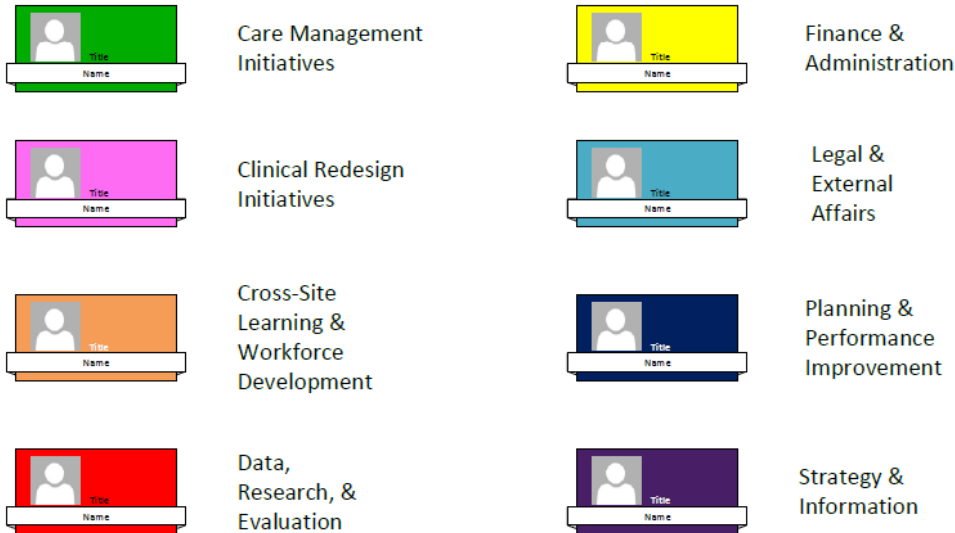 Title
Name
Care Management
Initiatives
Title
Name
Finance &
Administration
Title
Name
Clinical Redesign
Initiatives
Title
Name
Legal &
External
Affairs
Title
Name
Cross-Site
Learning &
Workforce
Development
Title
Name
Planning &
Performance
Improvement
Title
Name
Data,
Research, &
Evaluation
Title
Name
Strategy &
Information